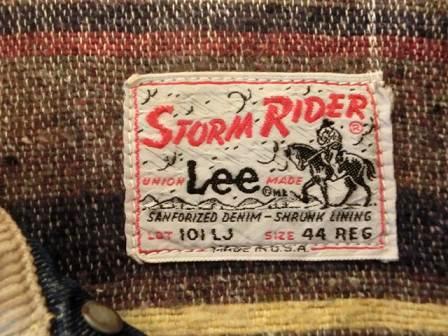 STORM RIDER ®
UNION Lee ® M.R. MADE
SANFORIZED DENIM - SHRUNK LINING
LOT 101 LJ SIZE 44 REG
MADE IN U.S.A.